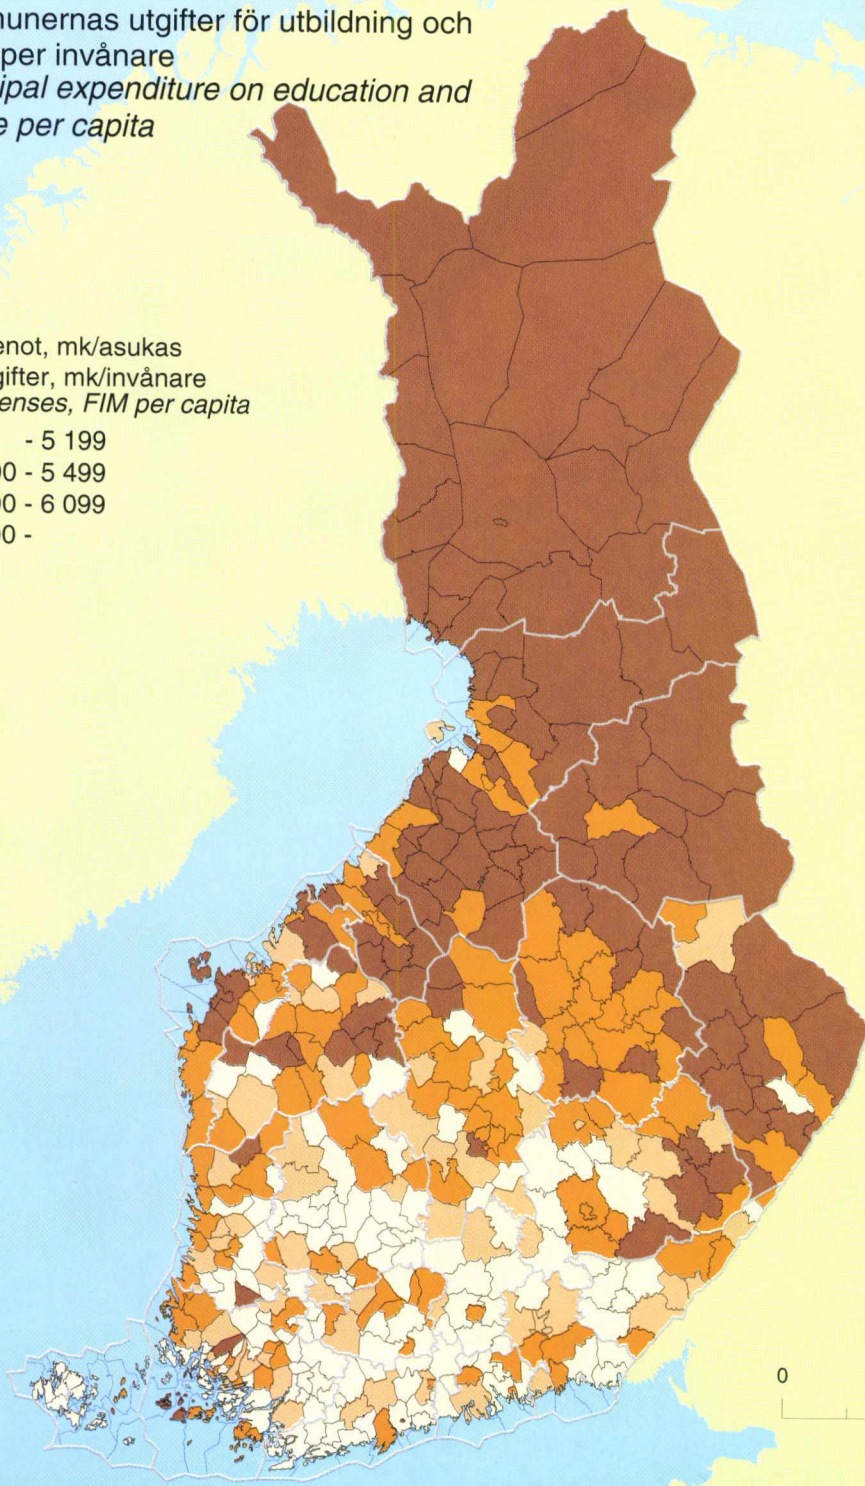 munernas utgifter för utbildning och
per invånare
ipal expenditure on education and
e per capita
enot, mk/asukas
gifter, mk/invånare
enses, FIM per capita
- 5 199
00 - 5 499
00 - 6 099
00 -
0